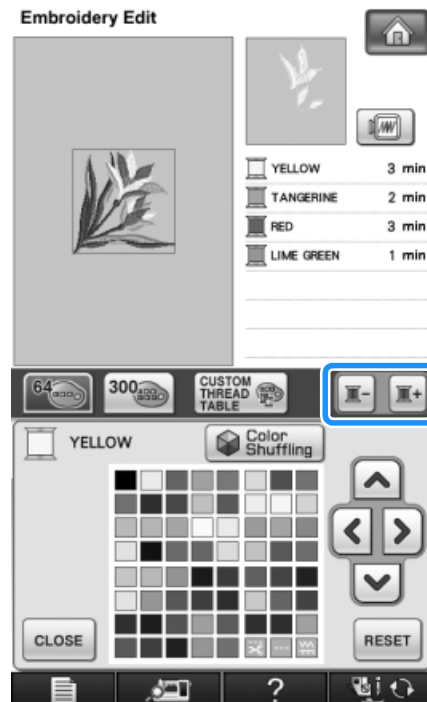 Embroidery Edit
YELLOW 3 min
TANGERINE 2 min
RED 3 min
LIME GREEN 1 min
64
300
CUSTOM
THREAD
TABLE
- +
YELLOW
Color
Shuffling
CLOSE
RESET
?